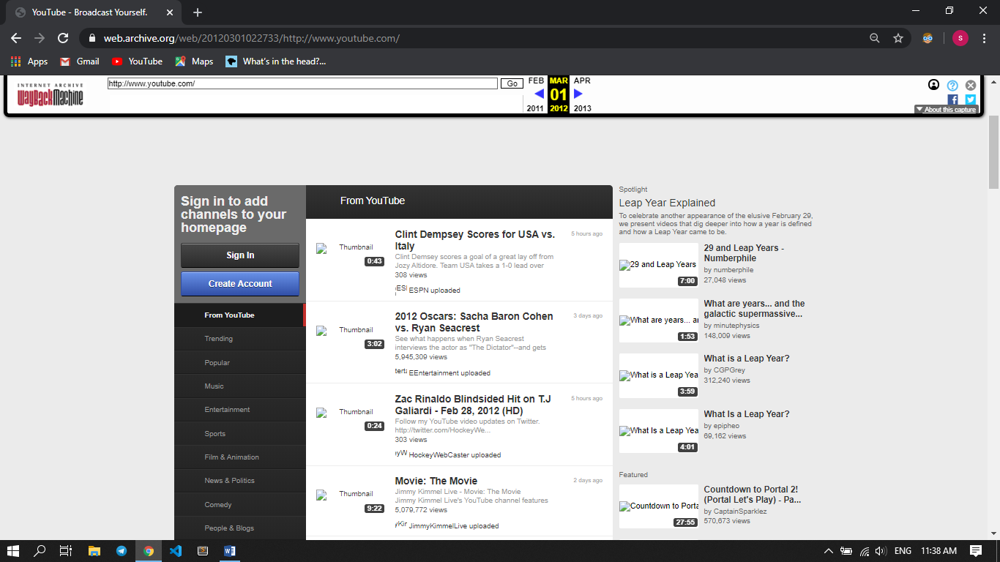 YouTube - Broadcast Yourself.
web.archive.org/web/20120301022733/http://www.youtube.com/
S
Apps
Gmail
YouTube
Maps
What's in the head?...
INTERNET ARCHIVE
WayBackMachine
http://www.youtube.com/
Go
FEB
MAR
APR
01
2011
2012
2013
About this capture
Sign in to add
channels to your
homepage
Sign In
Create Account
From YouTube
Trending
Popular
Music
Entertainment
Sports
Film & Animation
News & Politics
Comedy
People & Blogs
From YouTube
Thumbnail
0:43
Clint Dempsey Scores for USA vs.
Italy
5 hours ago
Clint Demsey scores a goal of a great lay off from
Jozy Altidore. Team USA takes a 1-0 lead over
308 views
ESPN uploaded
Thumbnail
3:02
2012 Oscars: Sacha Baron Cohen
vs. Ryan Seacrest
3 days ago
See what happens when Ryan Seacrest
interviews the actor as "The Dictator"--and gets
5,945,309 views
EEntertainment uploaded
Thumbnail
0:24
Zac Rinaldo Blindsided Hit on T.J
Galiardi - Feb 28, 2012 (HD)
5 hours ago
Follow my YouTube video updates on Twitter.
http://twitter.com/HockeyWe...
303 views
HockeyWebCaster uploaded
Thumbnail
9:22
Movie: The Movie
2 days ago
Jimmy Kimmel Live - Movie: The Movie
Jimmy Kimmel Live's YouTube channel features
5,079,772 views
JimmyKimmelLive uploaded
Spotlight
Leap Year Explained
To celebrate another appearance of the elusive February 29,
we present videos that dig deeper into how a year is defined
and how a Leap Year came to be.
29 and Leap Years
7:00
29 and Leap Years -
Numberphile
by numberphile
27,048 views
What are years... an
1:53
What are years... and the
galactic supermassive...
by minutephysics
148,009 views
What is a Leap Yea
3:59
What is a Leap Year?
by CGPGrey
312,240 views
What Is a Leap Yea
4:01
What Is a Leap Year?
by epipheo
69,162 views
Featured
Countdown to Porta
27:55
Countdown to Portal 2!
(Portal Let's Play) - Pa...
by CaptainSparklez
570,673 views
ENG
11:38 AM